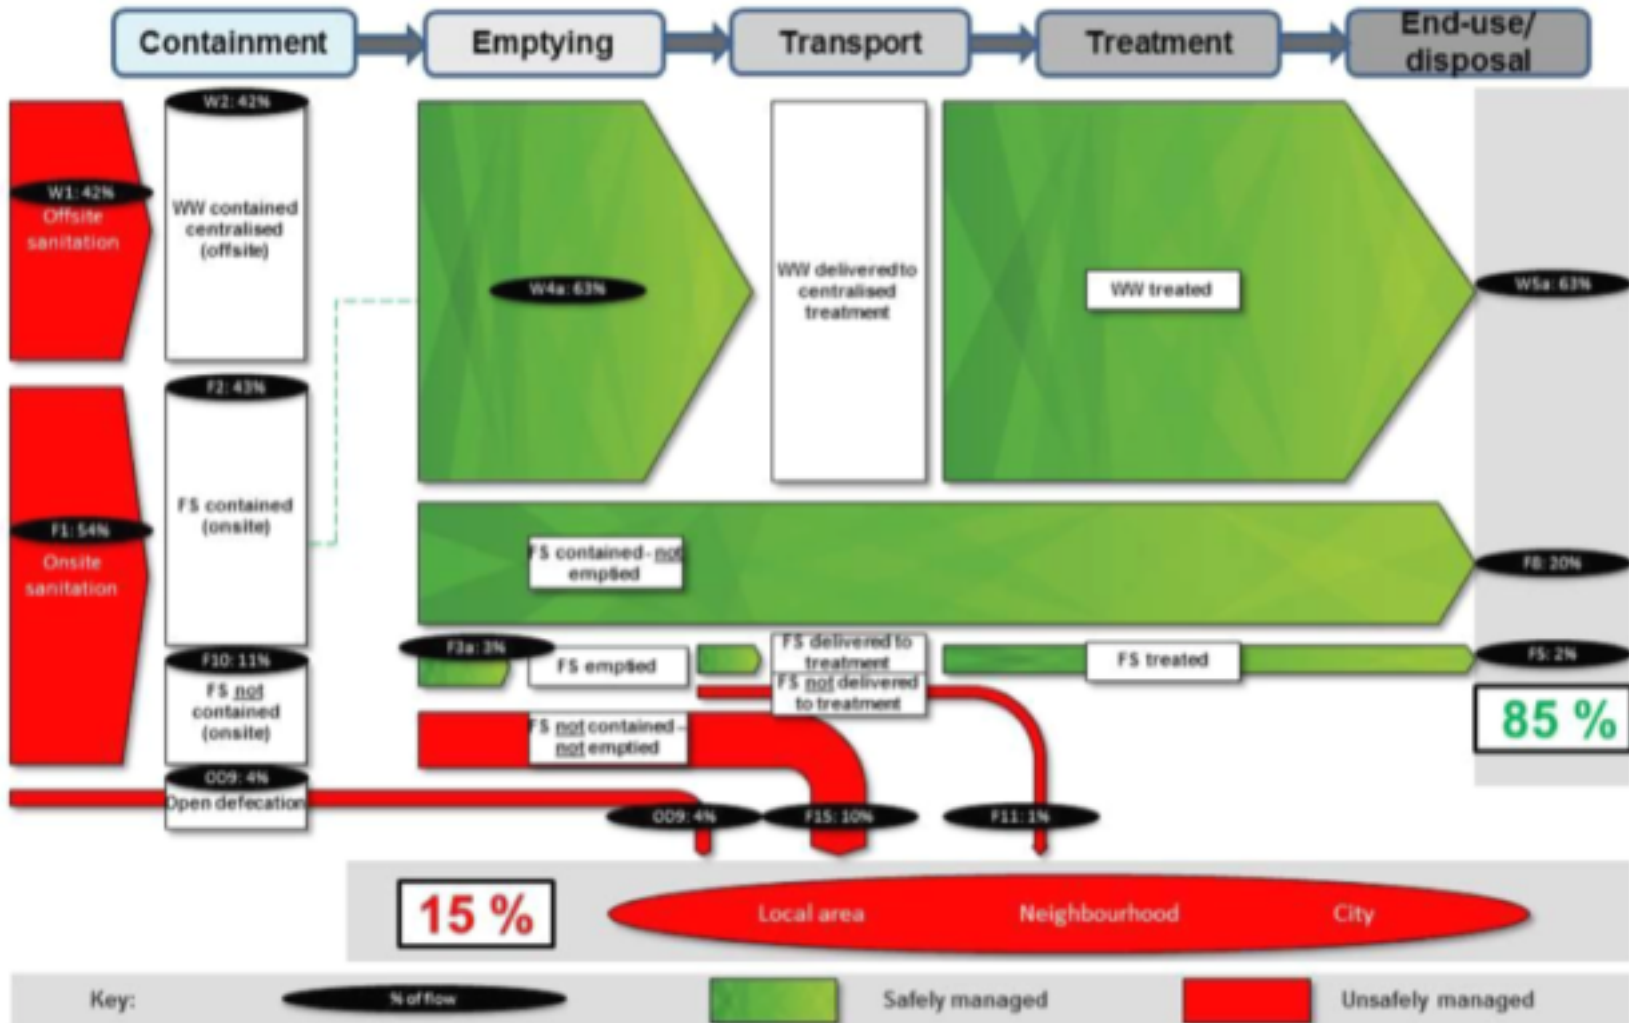 Containment
Emptying
Transport
Treatment
End-use/
disposal
W2: 42%
W1: 42%
Offsite
sanitation
WW contained
centralised
(offsite)
W4a: 63%
WW delivered to
centralised
treatment
WW treated
W5a: 63%
F2: 43%
FS contained
(onsite)
F1: 54%
Onsite
sanitation
FS contained - not
emptied
F8: 20%
F10: 11%
FS not
contained
(onsite)
F3a: 3%
FS emptied
FS delivered to
treatment
FS not delivered
to treatment
FS treated
F5: 2%
85 %
FS not contained -
not emptied
OD9: 4%
Open defecation
OD9: 4%
F15: 10%
F11: 1%
15 %
Local area
Neighbourhood
City
Key:
% of flow
Safely managed
Unsafely managed